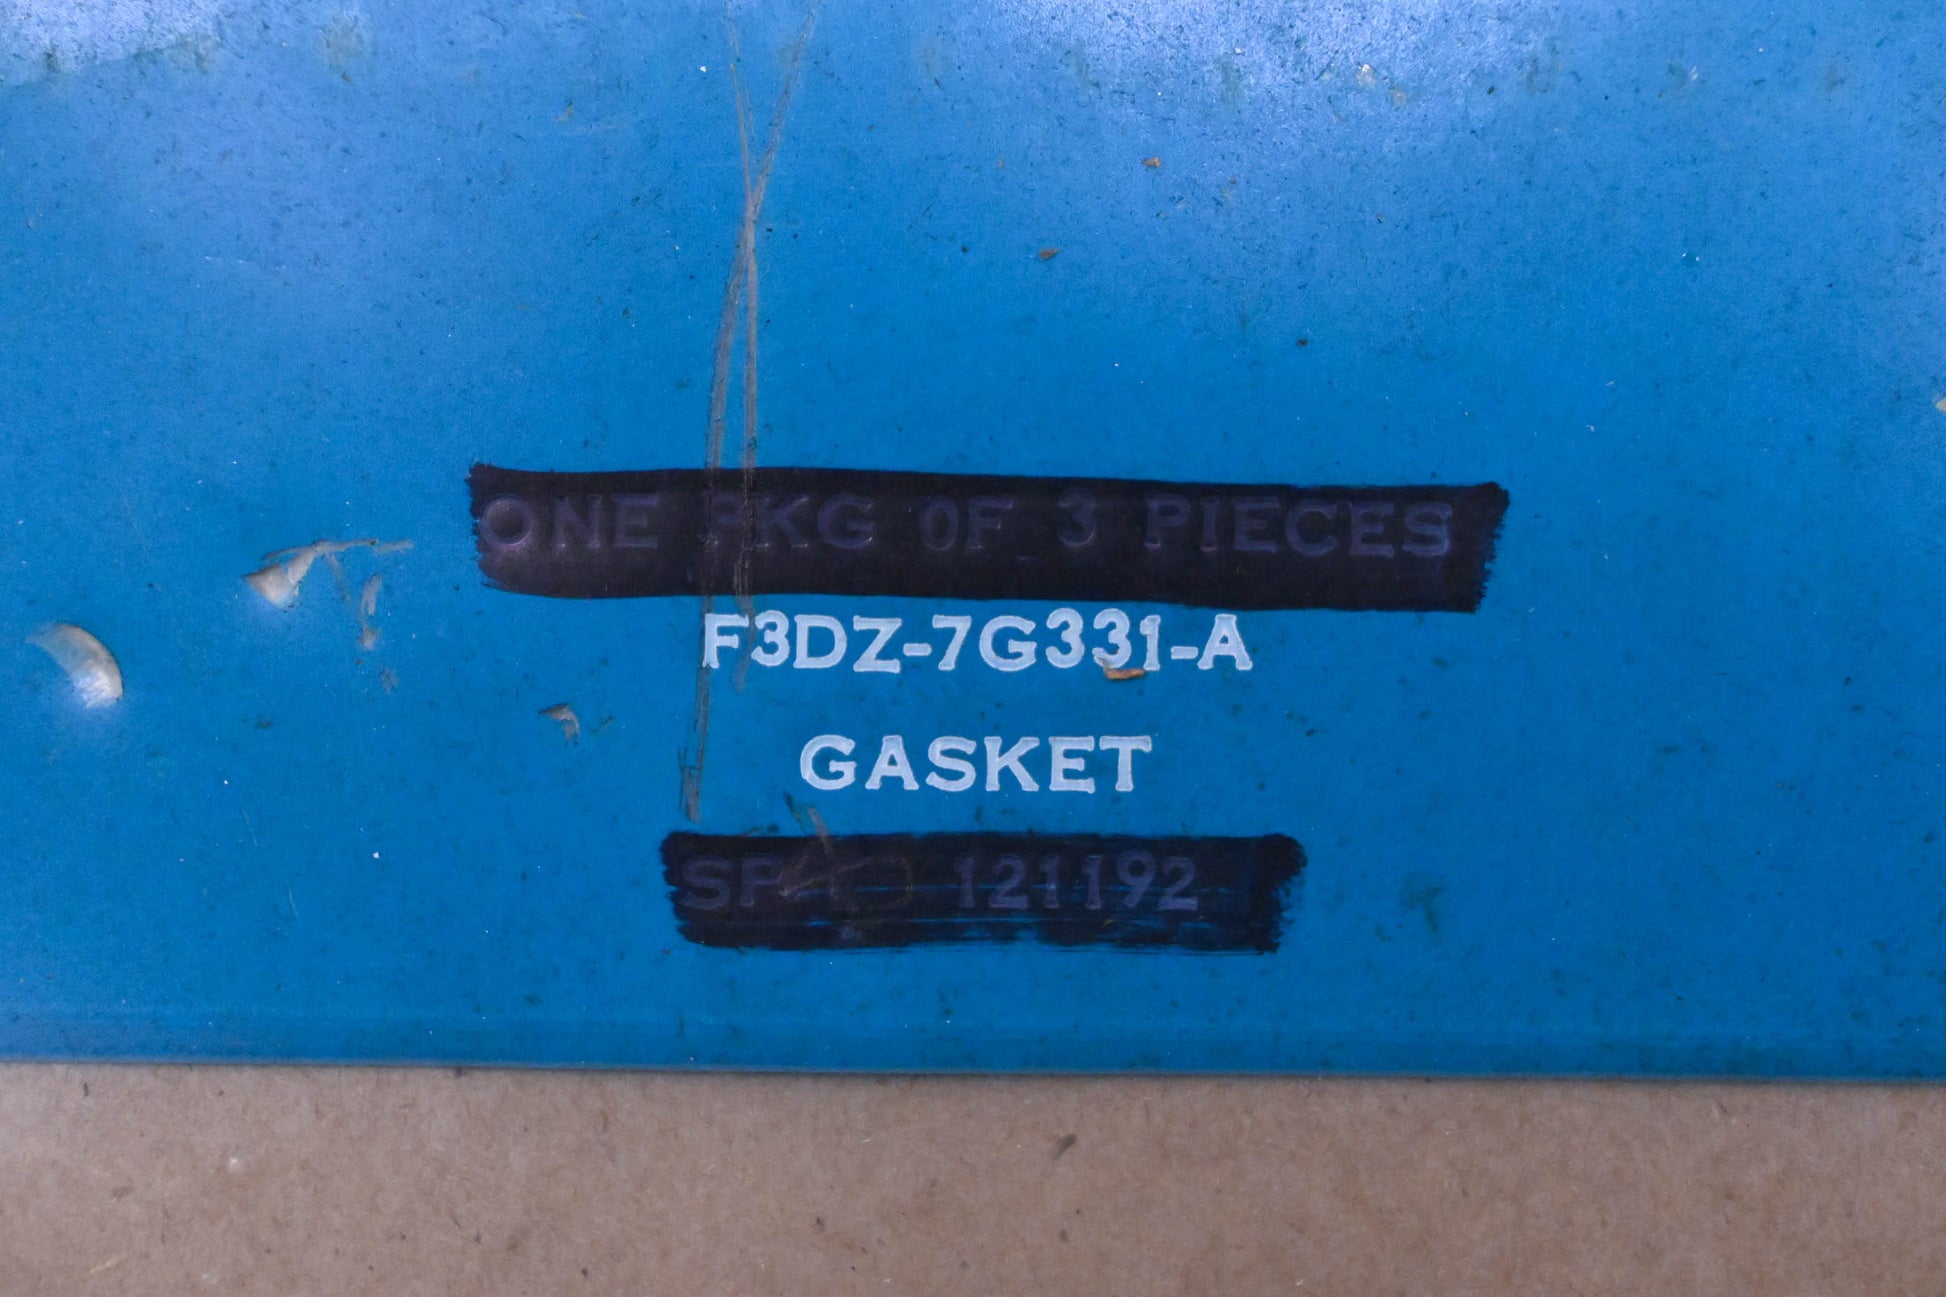 ONE PKG OF 3 PIECES
F3DZ-7G331-A
GASKET
121192